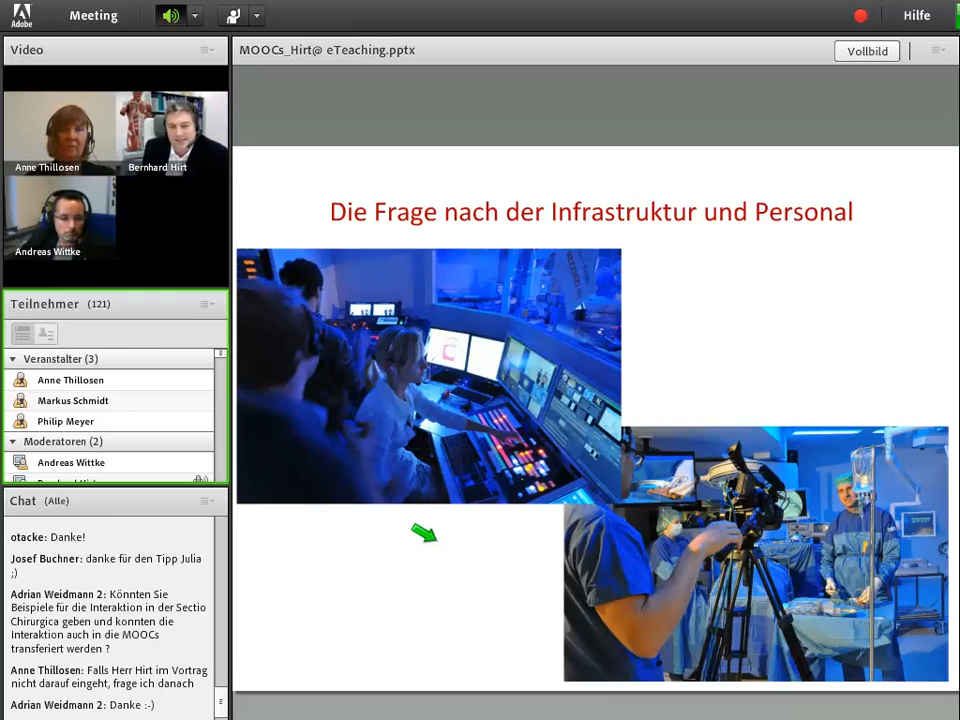 Adobe
Meeting
Hilfe
Video
MOOCs_Hirt@ eTeaching.pptx
Vollbild
Anne Thillosen
Bernhard Hirt
Andreas Wittke
Die Frage nach der Infrastruktur und Personal
Teilnehmer (121)
Veranstalter (3)
Anne Thillosen
Markus Schmidt
Philip Meyer
Moderatoren (2)
Andreas Wittke
Chat (Alle)
otacke: Danke!
Josef Buchner: danke für den Tipp Julia
;)
Adrian Weidmann 2: Könnten Sie
Beispiele für die Interaktion in der Sectio
Chirurgica geben und konnten die
Interaktion auch in die MOOCs
transferiert werden ?
Anne Thillosen: Falls Herr Hirt im Vortrag
nicht darauf eingeht, frage ich danach
Adrian Weidmann 2: Danke :-)